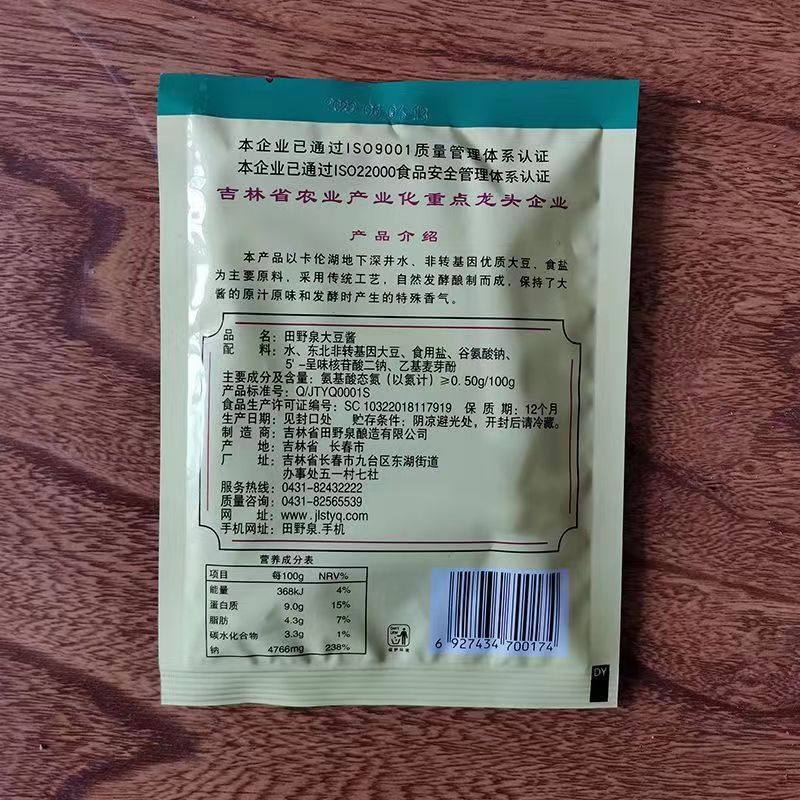 本企业已通过ISO9001质量管理体系认证
本企业已通过ISO22000食品安全管理体系认证
吉林省农业产业化重点龙头企业
产品介绍
本产品以卡伦湖地下深井水、非转基因优质大豆、食盐
为主要原料，采用传统工艺，自然发酵酿制而成，保持了大
酱的原汁原味和发酵时产生的特殊香气。
品 名：田野泉大豆酱
配 料：水、东北非转基因大豆、食用盐、谷氨酸钠、
5'-呈味核苷酸二钠、乙基麦芽酚
主要成分及含量：氨基酸态氮（以氮计）≥0.50g/100g
产品标准号：Q/JTYQ0001S
食品生产许可证编号：SC 10322018117919 保 质 期：12个月
生产日期：见封口处 贮存条件：阴凉避光处，开封后请冷藏。
制 造 商：吉林省田野泉酿造有限公司
产 地：吉林省 长春市
厂 址：吉林省长春市九台区东湖街道
办事处五一村七社
服务热线：0431-82432222
质量咨询：0431-82565539
网 址：www.jlstyq.com
手机网址：田野泉.手机
营养成分表
项目 每100g NRV%
能量 368kJ 4%
蛋白质 9.0g 15%
脂肪 4.3g 7%
碳水化合物 3.3g 1%
钠 4766mg 238%
6 927434 700174
DY